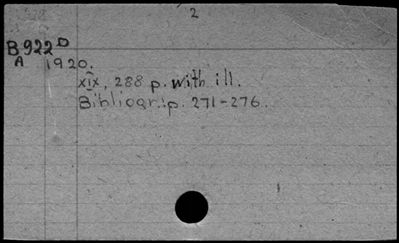 2
B922D
A 1920.
xix, 288 p. with ill.
Bibliogr.: p. 271-276.